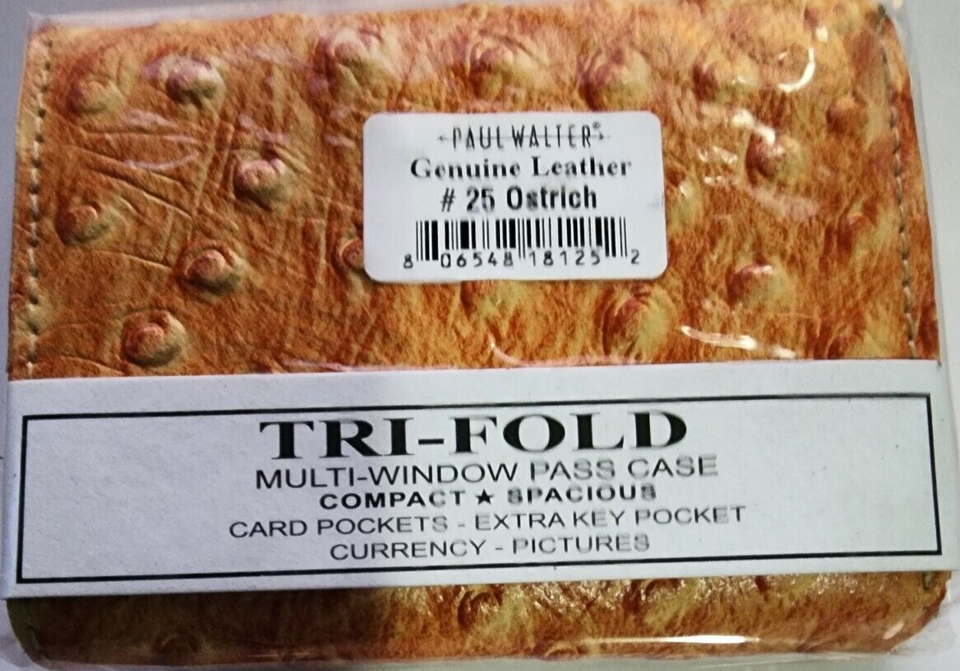 PAUL WALTER®
Genuine Leather
# 25 Ostrich
8 06548 18125 2
TRI-FOLD
MULTI-WINDOW PASS CASE
COMPACT ★ SPACIOUS
CARD POCKETS - EXTRA KEY POCKET
CURRENCY - PICTURES